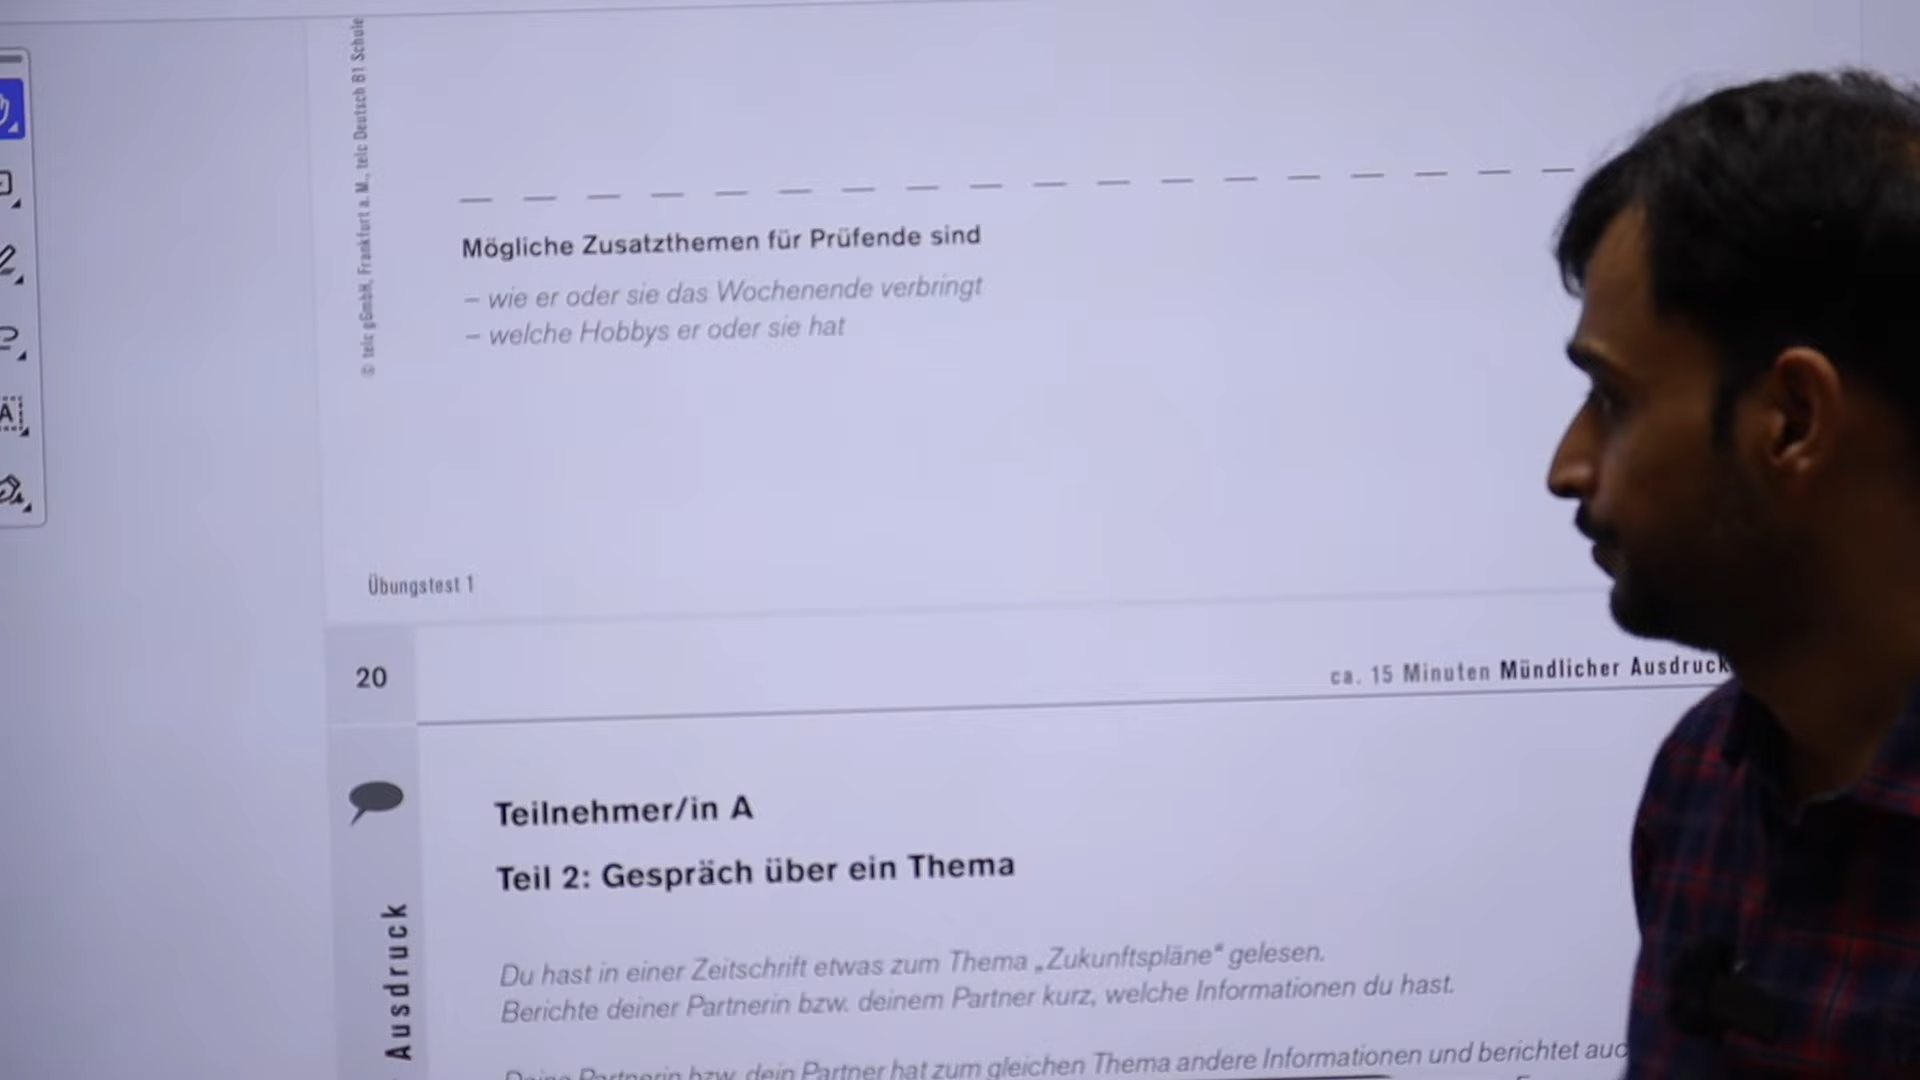 © telc gGmbH, Frankfurt a. M., telc Deutsch B1 Schule
Mögliche Zusatzthemen für Prüfende sind
– wie er oder sie das Wochenende verbringt
– welche Hobbys er oder sie hat
Übungstest 1
20
ca. 15 Minuten Mündlicher Ausdruck
Teilnehmer/in A
Teil 2: Gespräch über ein Thema
Ausdruck
Du hast in einer Zeitschrift etwas zum Thema „Zukunftspläne“ gelesen.
Berichte deiner Partnerin bzw. deinem Partner kurz, welche Informationen du hast.
Deine Partnerin bzw. dein Partner hat zum gleichen Thema andere Informationen und berichtet auc